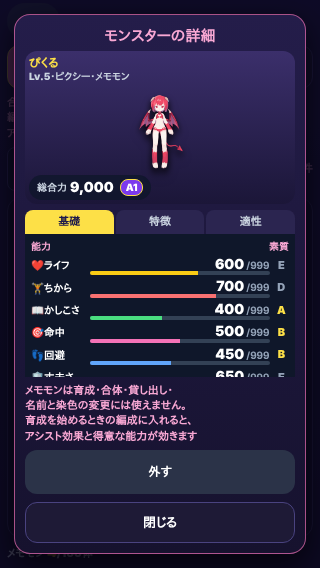 モンスターの詳細
ぴくる
Lv.5・ピクシー・メモモン
総合力 9,000 A1
基礎 特徴 適性
能力 素質
ライフ 600 /999 E
ちから 700 /999 D
かしこさ 400 /999 A
命中 500 /999 B
回避 450 /999 B
丈夫さ 650 /999 E
メモモンは育成・合体・貸し出し・
名前と染色の変更には使えません。
育成を始めるときの編成に入れると、
アシスト効果と得意な能力が効きます
外す
閉じる